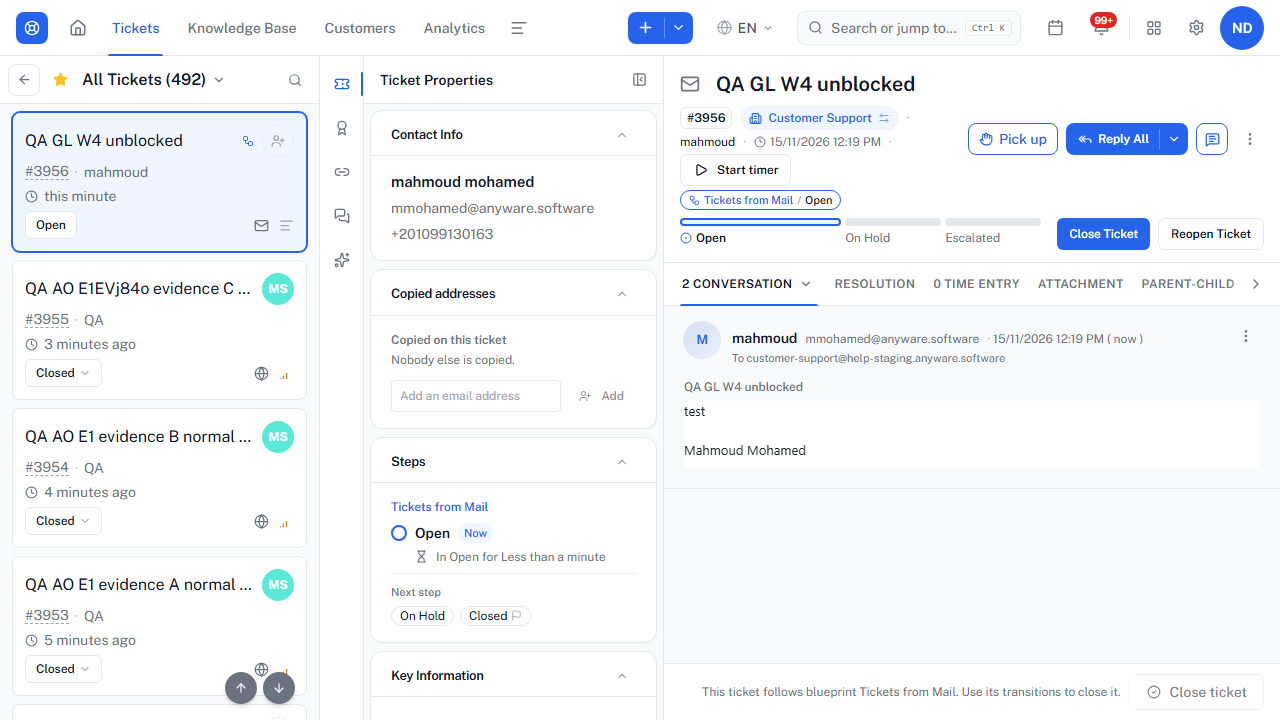 Tickets
Knowledge Base
Customers
Analytics
EN
Search or jump to...
Ctrl K
99+
ND
All Tickets (492)
QA GL W4 unblocked
#3956 · mahmoud
this minute
Open
QA AO E1EVj84o evidence C ...
MS
#3955 · QA
3 minutes ago
Closed
QA AO E1 evidence B normal ...
MS
#3954 · QA
4 minutes ago
Closed
QA AO E1 evidence A normal ...
MS
#3953 · QA
5 minutes ago
Closed
Ticket Properties
Contact Info
mahmoud mohamed
mmohamed@anyware.software
+201099130163
Copied addresses
Copied on this ticket
Nobody else is copied.
Add an email address
Add
Steps
Tickets from Mail
Open Now
In Open for Less than a minute
Next step
On Hold
Closed
Key Information
QA GL W4 unblocked
#3956
Customer Support
·
mahmoud · 15/11/2026 12:19 PM ·
Start timer
Pick up
Reply All
Tickets from Mail / Open
Open
On Hold
Escalated
Close Ticket
Reopen Ticket
2 CONVERSATION
RESOLUTION
0 TIME ENTRY
ATTACHMENT
PARENT-CHILD
M
mahmoud mmohamed@anyware.software · 15/11/2026 12:19 PM ( now )
To customer-support@help-staging.anyware.software
QA GL W4 unblocked
test
Mahmoud Mohamed
This ticket follows blueprint Tickets from Mail. Use its transitions to close it.
Close ticket